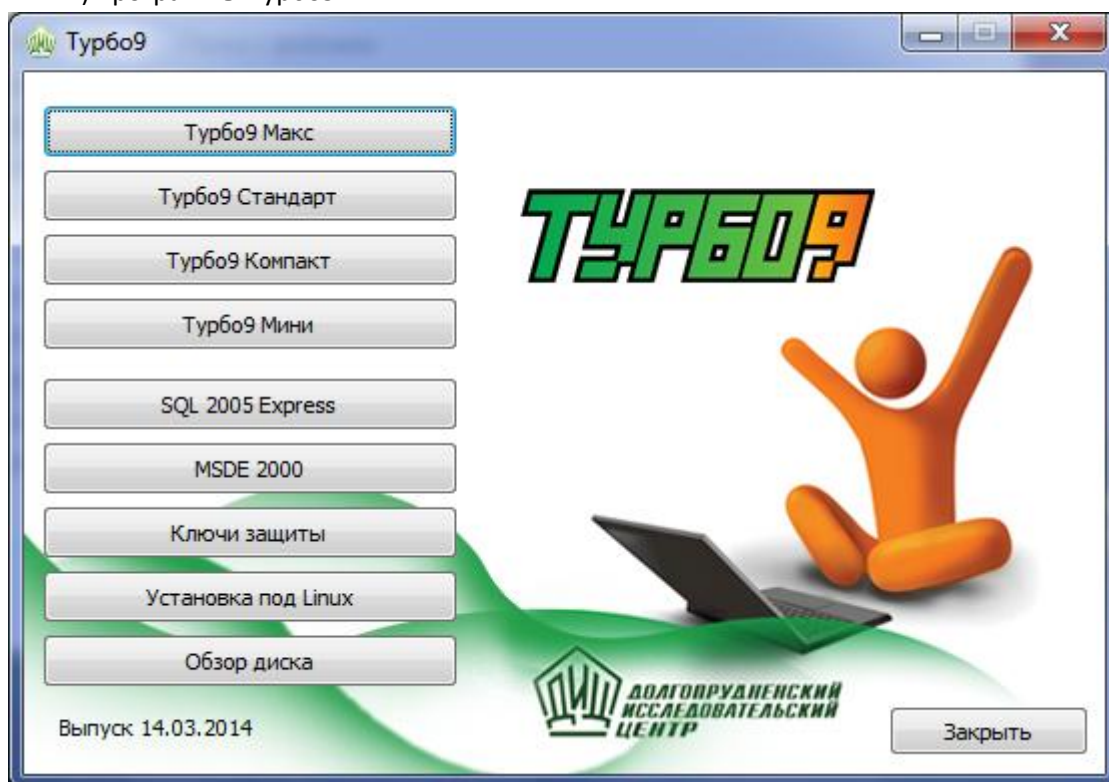 Турбо9
Турбо9 Макс
Турбо9 Стандарт
Турбо9 Компакт
Турбо9 Мини
SQL 2005 Express
MSDE 2000
Ключи защиты
Установка под Linux
Обзор диска
Выпуск 14.03.2014
ТУРБО9
ДИЦ
ДОЛГОПРУДНЕНСКИЙ
ИССЛЕДОВАТЕЛЬСКИЙ
ЦЕНТР
Закрыть